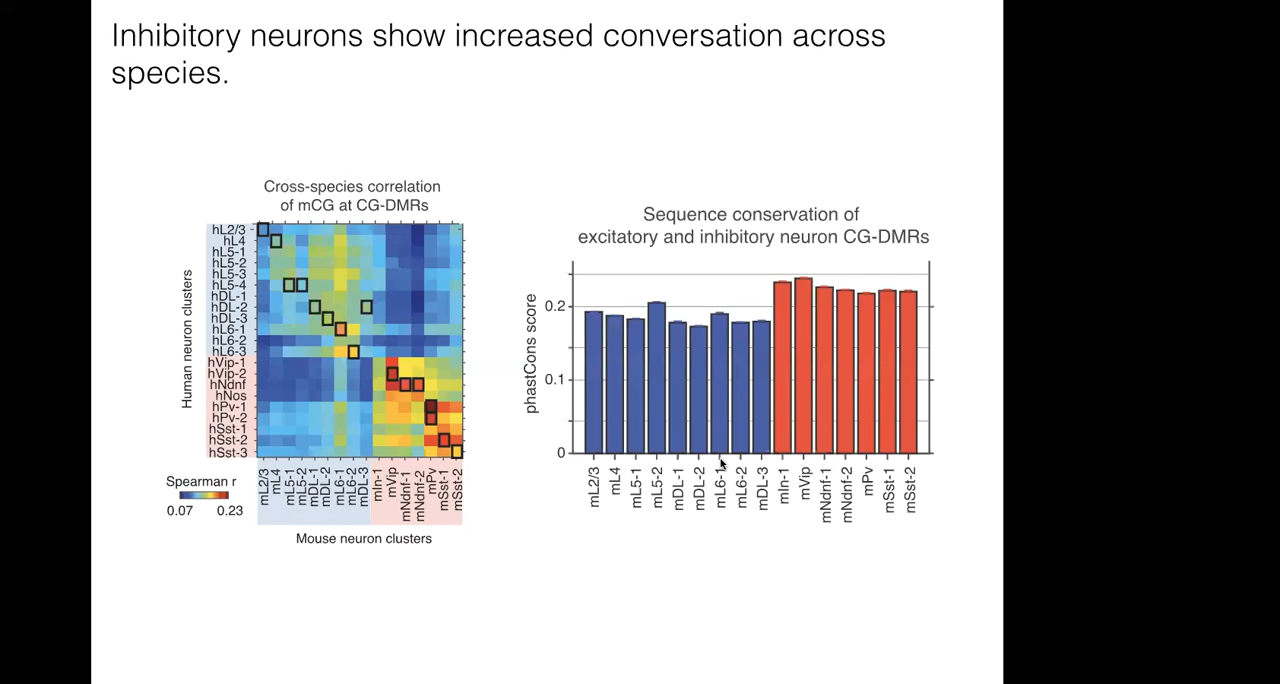 Inhibitory neurons show increased conversation across
species.
Cross-species correlation
of mCG at CG-DMRs
Human neuron clusters
hL2/3
hL4
hL5-1
hL5-2
hL5-3
hL5-4
hDL-1
hDL-2
hDL-3
hL6-1
hL6-2
hL6-3
hVip-1
hVip-2
hNdnf
hNos
hPv-1
hPv-2
hSst-1
hSst-2
hSst-3
mL2/3
mL4
mL5-1
mL5-2
mDL-1
mDL-2
mL6-1
mL6-2
mDL-3
mIn-1
mVip
mNdnf-1
mNdnf-2
mPv
mSst-1
mSst-2
Mouse neuron clusters
Spearman r
0.07 0.23
Sequence conservation of
excitatory and inhibitory neuron CG-DMRs
phastCons score
0.2
0.1
0
mL2/3
mL4
mL5-1
mL5-2
mDL-1
mDL-2
mL6-1
mL6-2
mDL-3
mIn-1
mVip
mNdnf-1
mNdnf-2
mPv
mSst-1
mSst-2